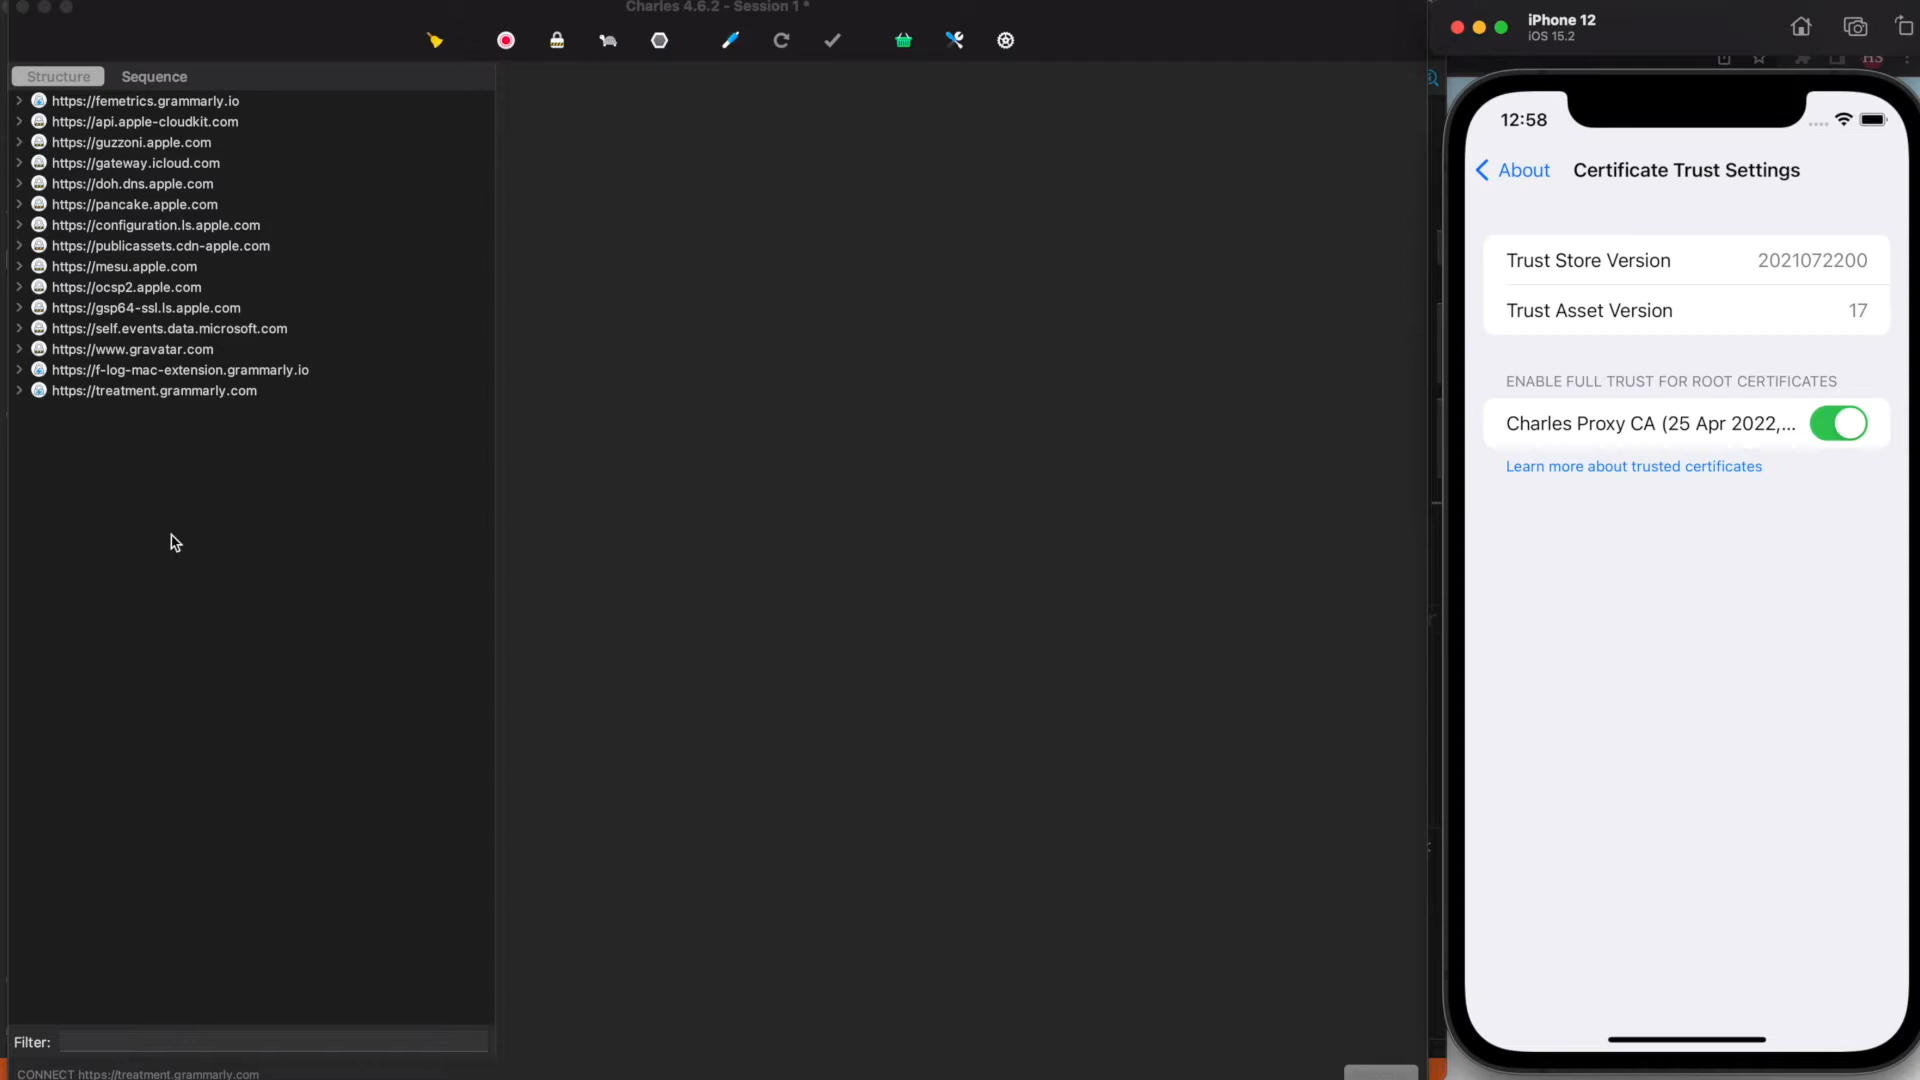 Charles 4.6.2 - Session 1 *
Structure
Sequence
https://femetrics.grammarly.io
https://api.apple-cloudkit.com
https://guzzoni.apple.com
https://gateway.icloud.com
https://doh.dns.apple.com
https://pancake.apple.com
https://configuration.ls.apple.com
https://publicassets.cdn-apple.com
https://mesu.apple.com
https://ocsp2.apple.com
https://gsp64-ssl.ls.apple.com
https://self.events.data.microsoft.com
https://www.gravatar.com
https://f-log-mac-extension.grammarly.io
https://treatment.grammarly.com
Filter:
CONNECT https://treatment.grammarly.com
iPhone 12
iOS 15.2
HS
12:58
About
Certificate Trust Settings
Trust Store Version
2021072200
Trust Asset Version
17
ENABLE FULL TRUST FOR ROOT CERTIFICATES
Charles Proxy CA (25 Apr 2022,...
Learn more about trusted certificates